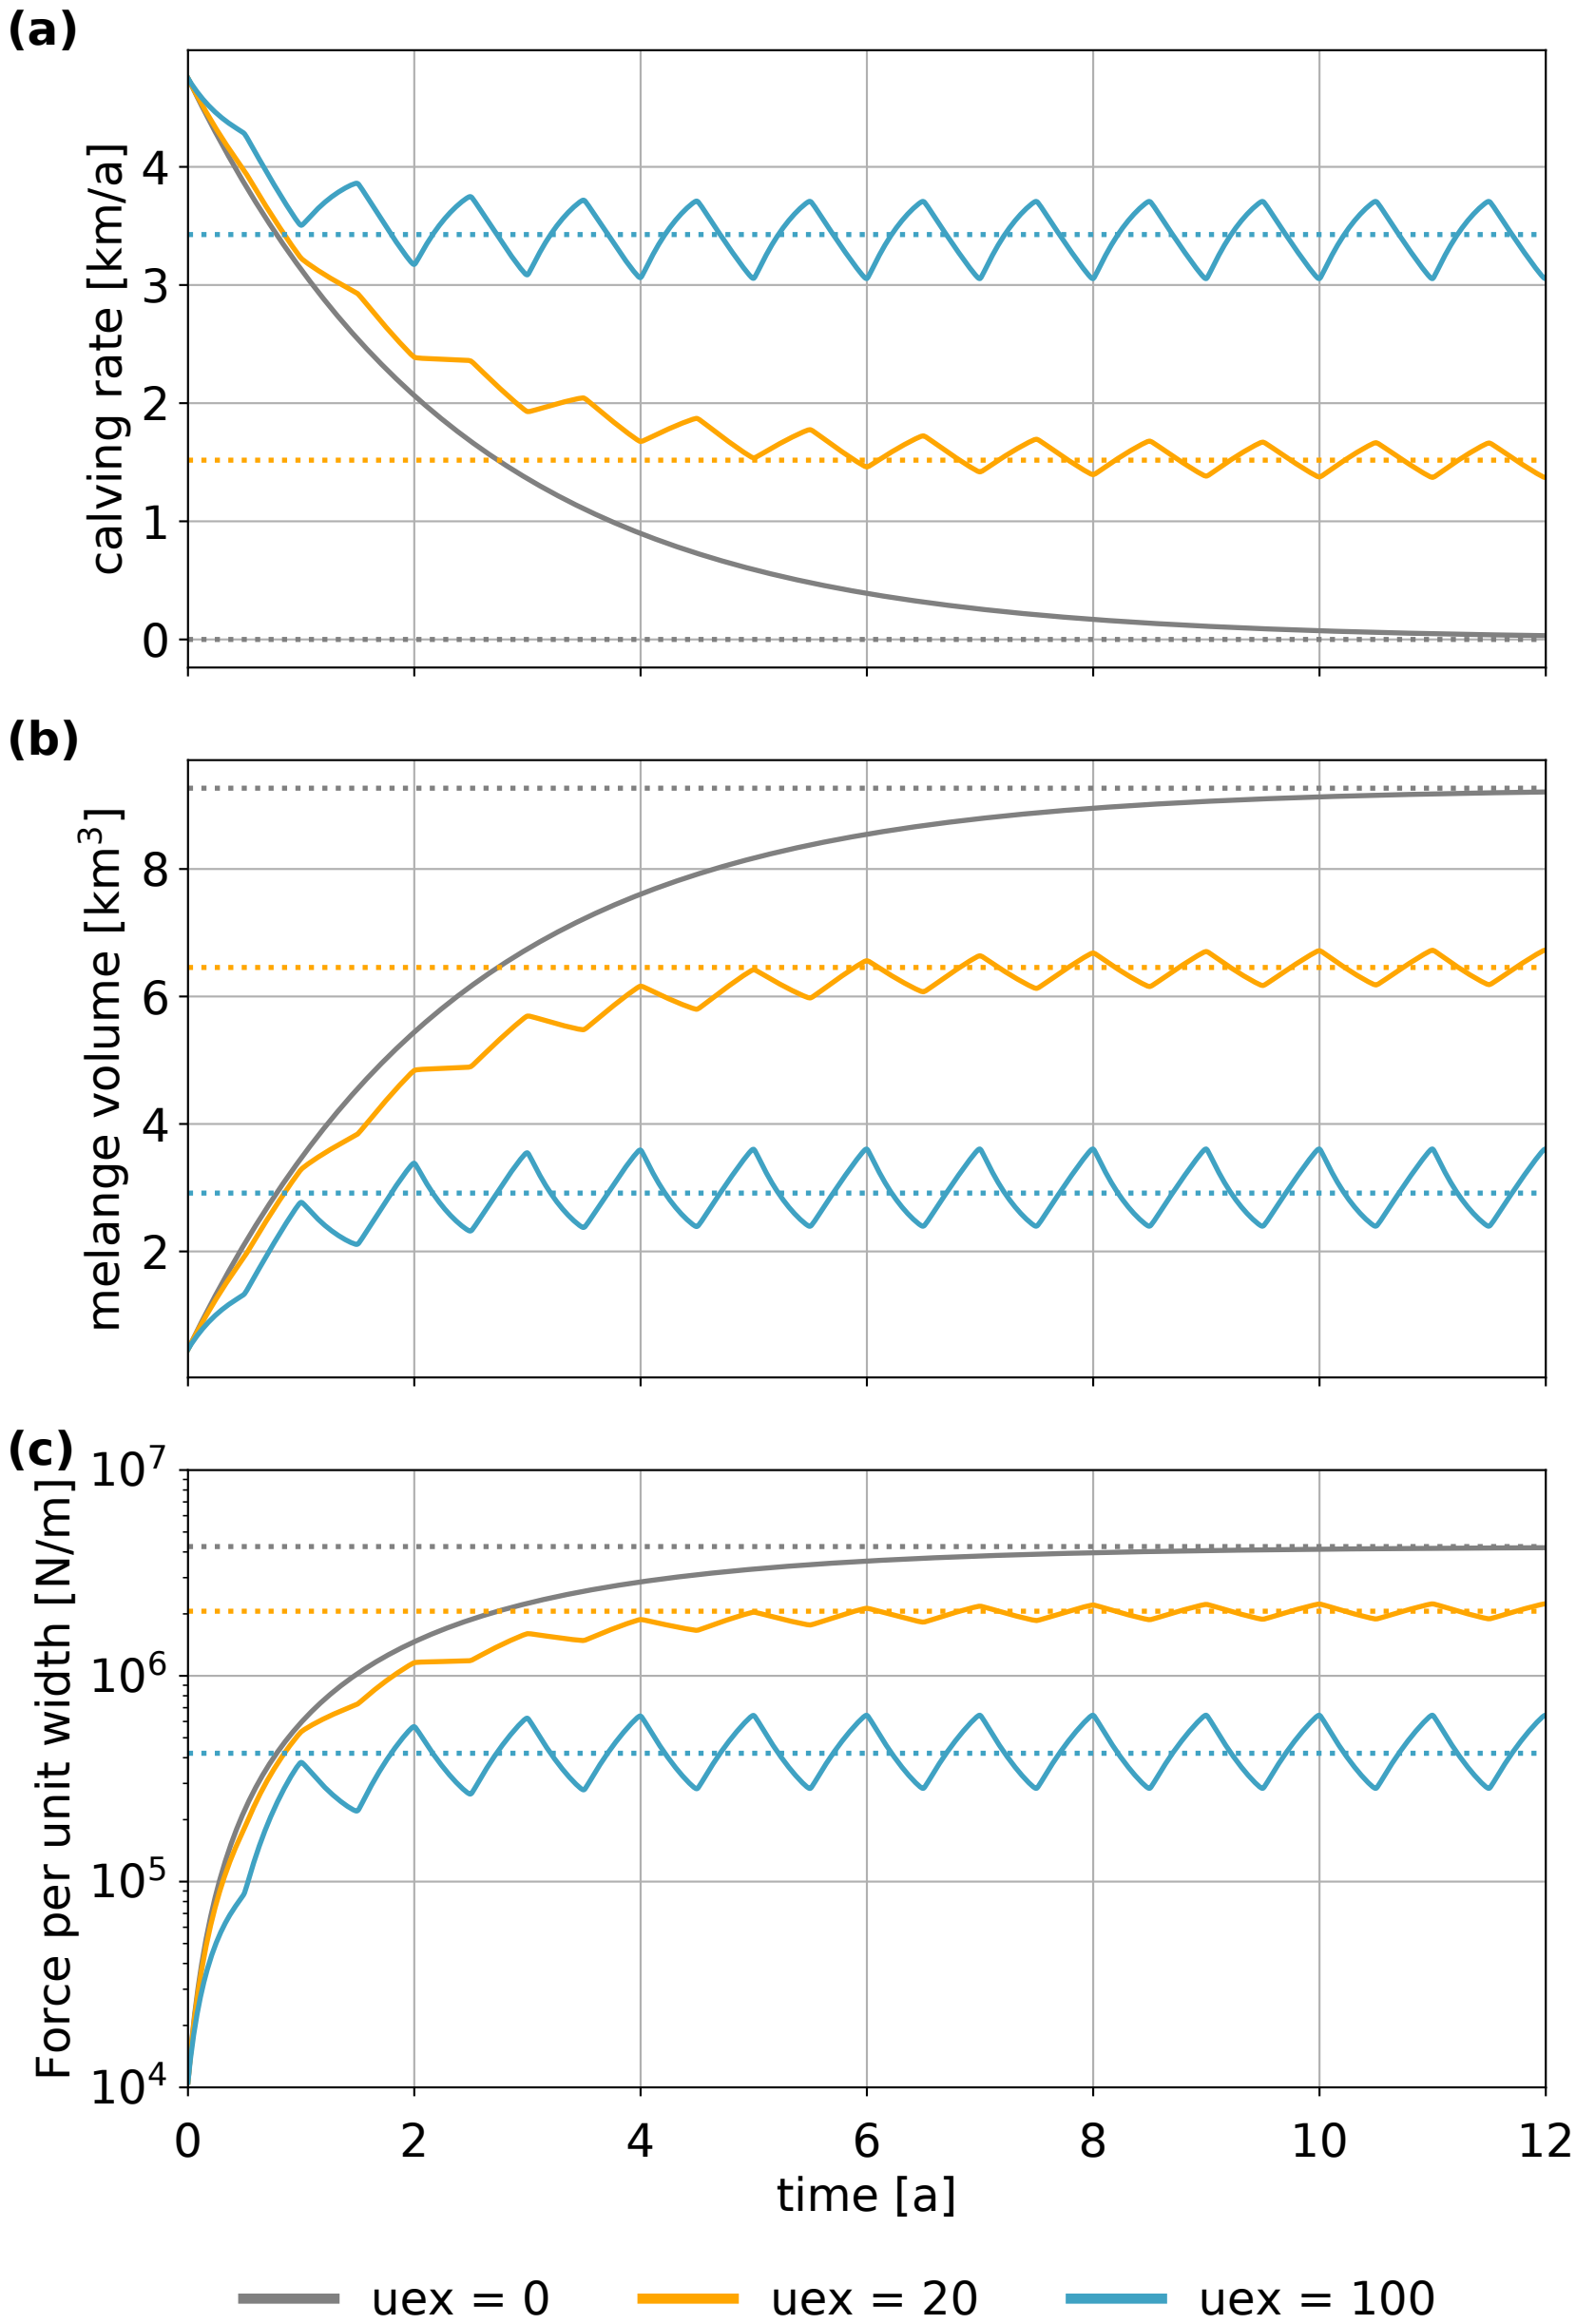 (a)
calving rate [km/a]
4
3
2
1
0
(b)
melange volume [km³]
8
6
4
2
(c)
Force per unit width [N/m]
10⁷
10⁶
10⁵
10⁴
0 2 4 6 8 10 12
time [a]
uex = 0 uex = 20 uex = 100